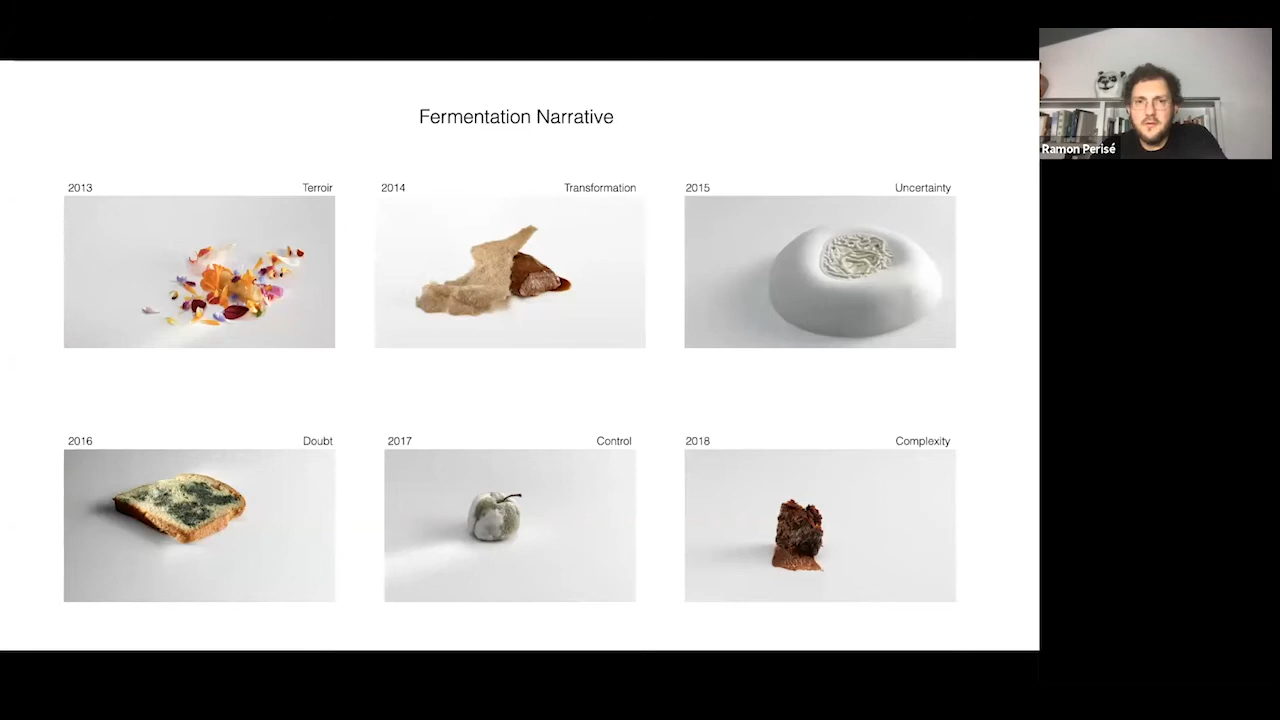 Fermentation Narrative
2013 Terroir
2014 Transformation
2015 Uncertainty
2016 Doubt
2017 Control
2018 Complexity
Ramon Perisé